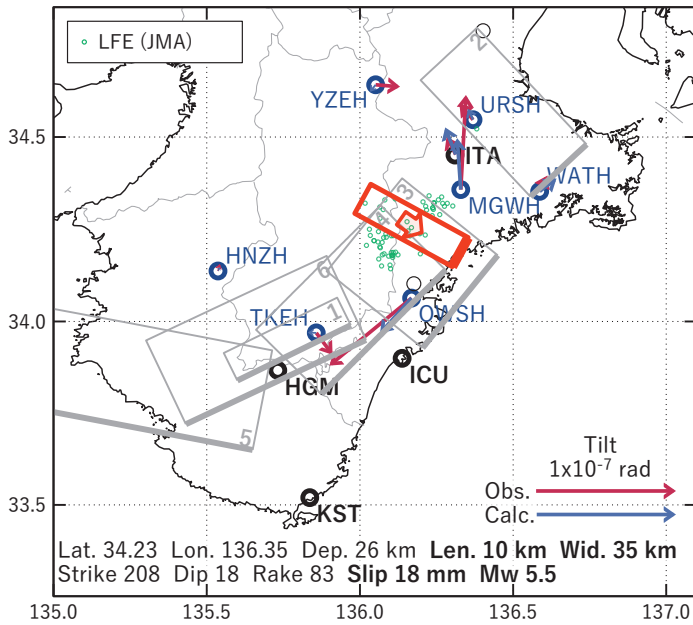 LFE (JMA)
2
YZEH
URSH
34.5
ITA
WATH
MGWH
3
4
HNZH
6
OWSH
34.0
TKEH
1
HGM
ICU
5
Tilt
1x10⁻⁷ rad
33.5
Obs.
KST
Calc.
Lat. 34.23 Lon. 136.35 Dep. 26 km Len. 10 km Wid. 35 km
Strike 208 Dip 18 Rake 83 Slip 18 mm Mw 5.5
135.0 135.5 136.0 136.5 137.0